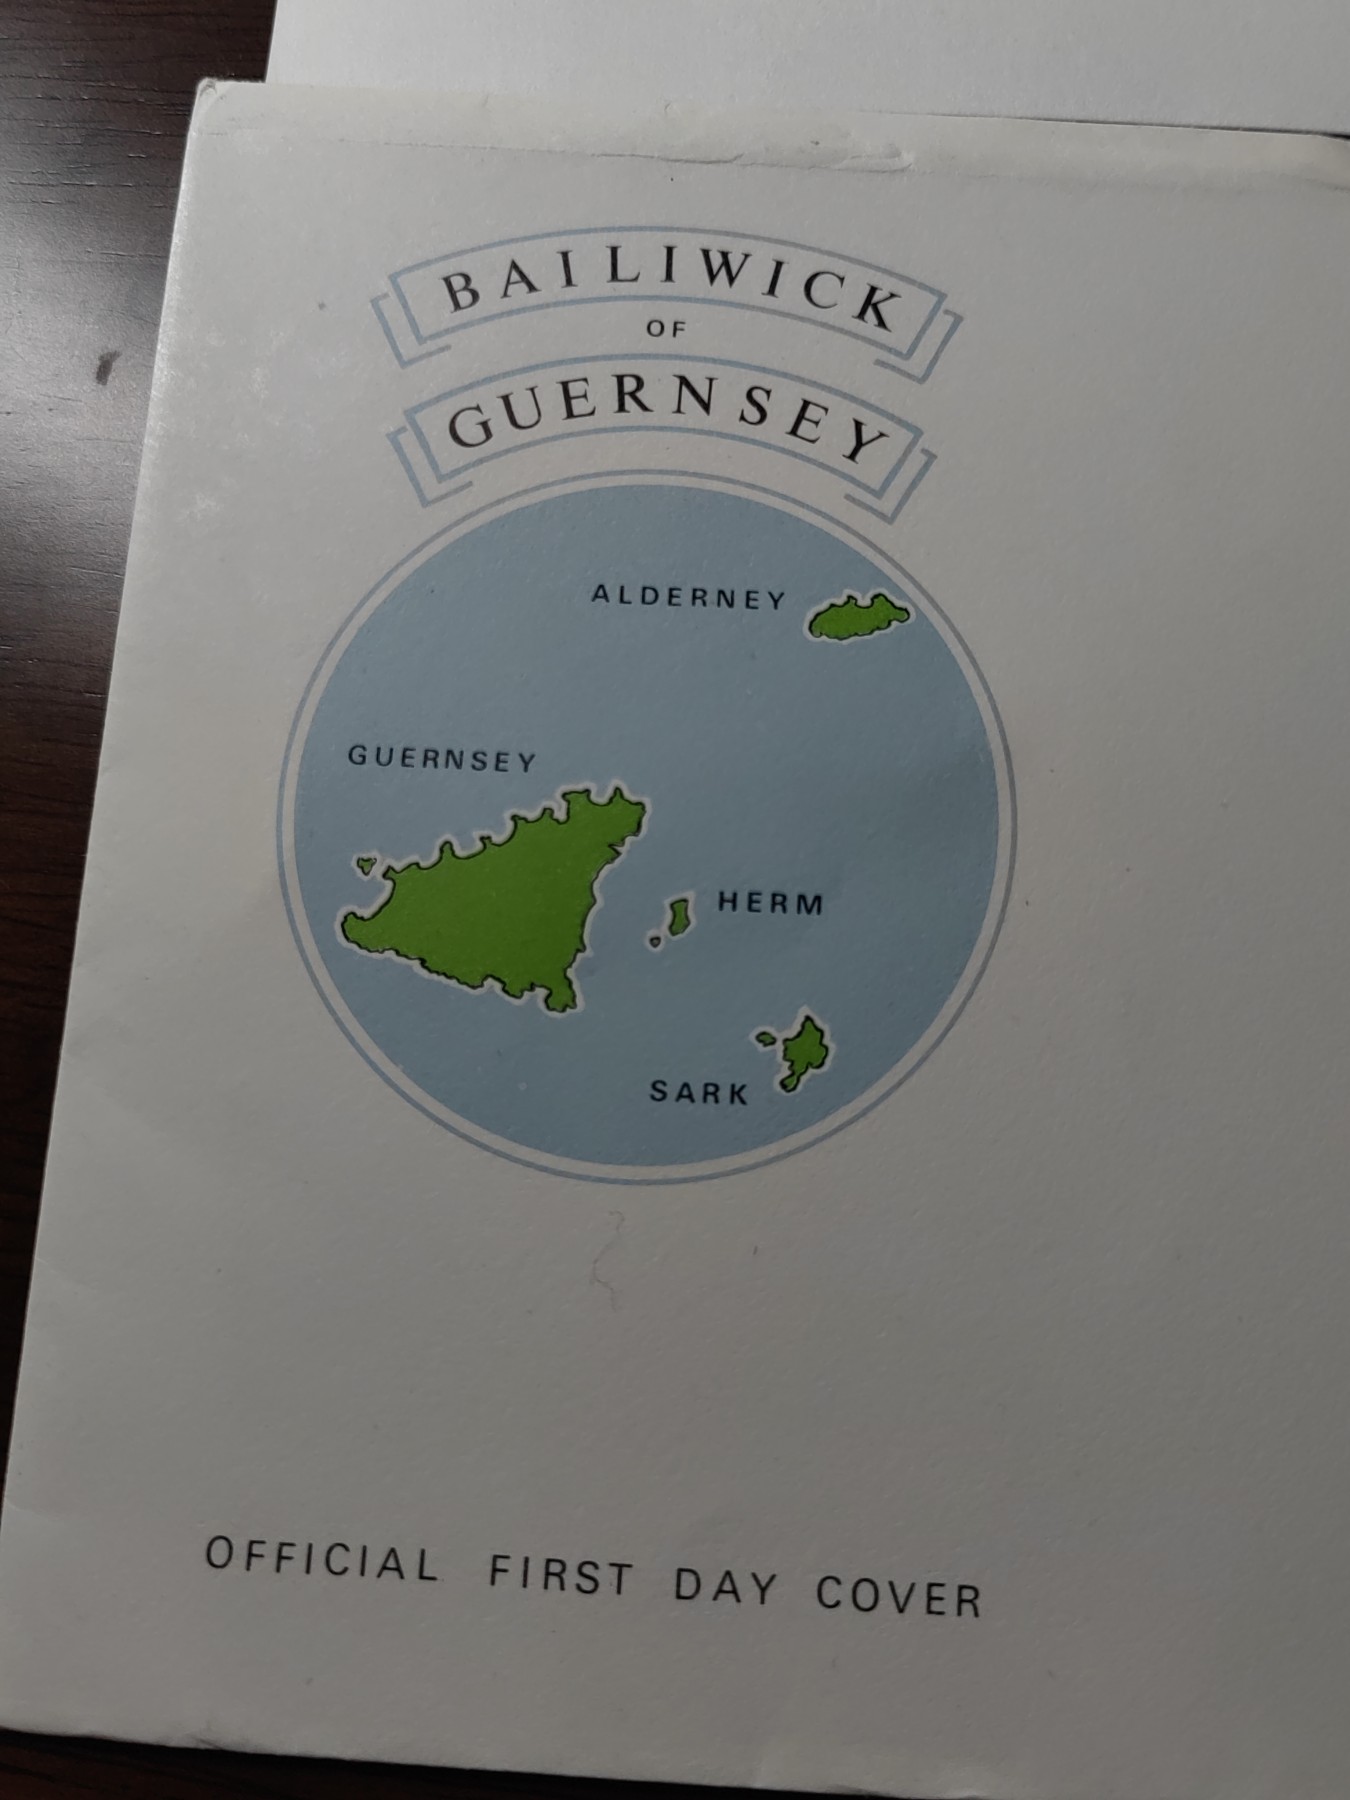 BAILIWICK
OF
GUERNSEY
ALDERNEY
GUERNSEY
HERM
SARK
OFFICIAL FIRST DAY COVER